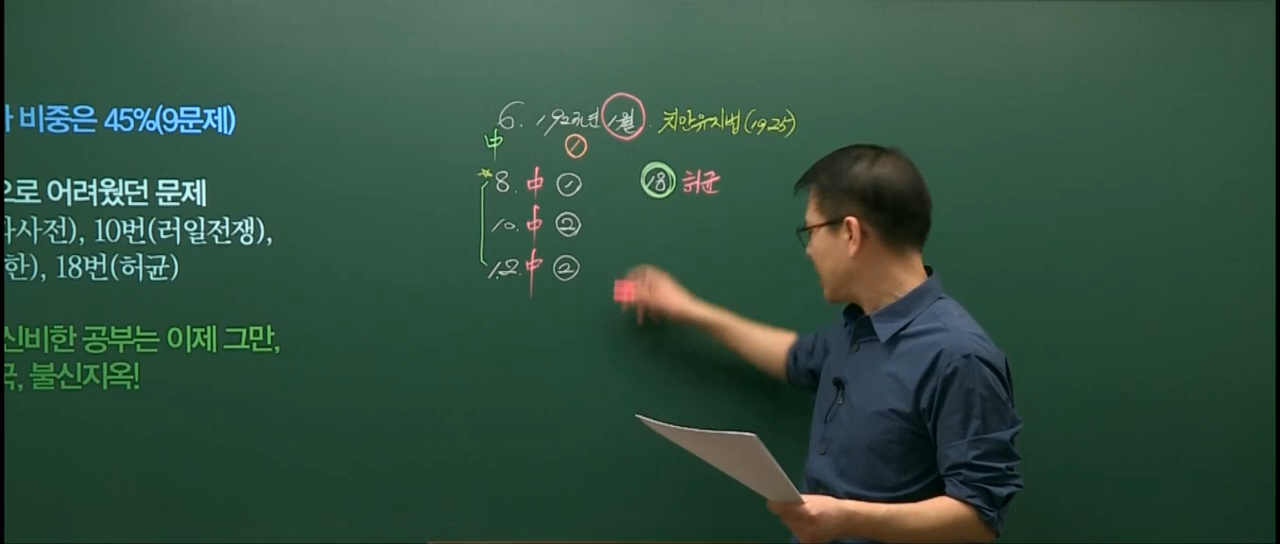 비중은 45%(9문제)
으로 어려웠던 문제
사전), 10번(러일전쟁),
한), 18번(허균)
신비한 공부는 이제 그만,
국, 불신지옥!
6. 192x년 1월. 치안유지법(1925)
中 ①
8. 中 ① ⑱ 허균
10. 中 ②
12. 中 ②